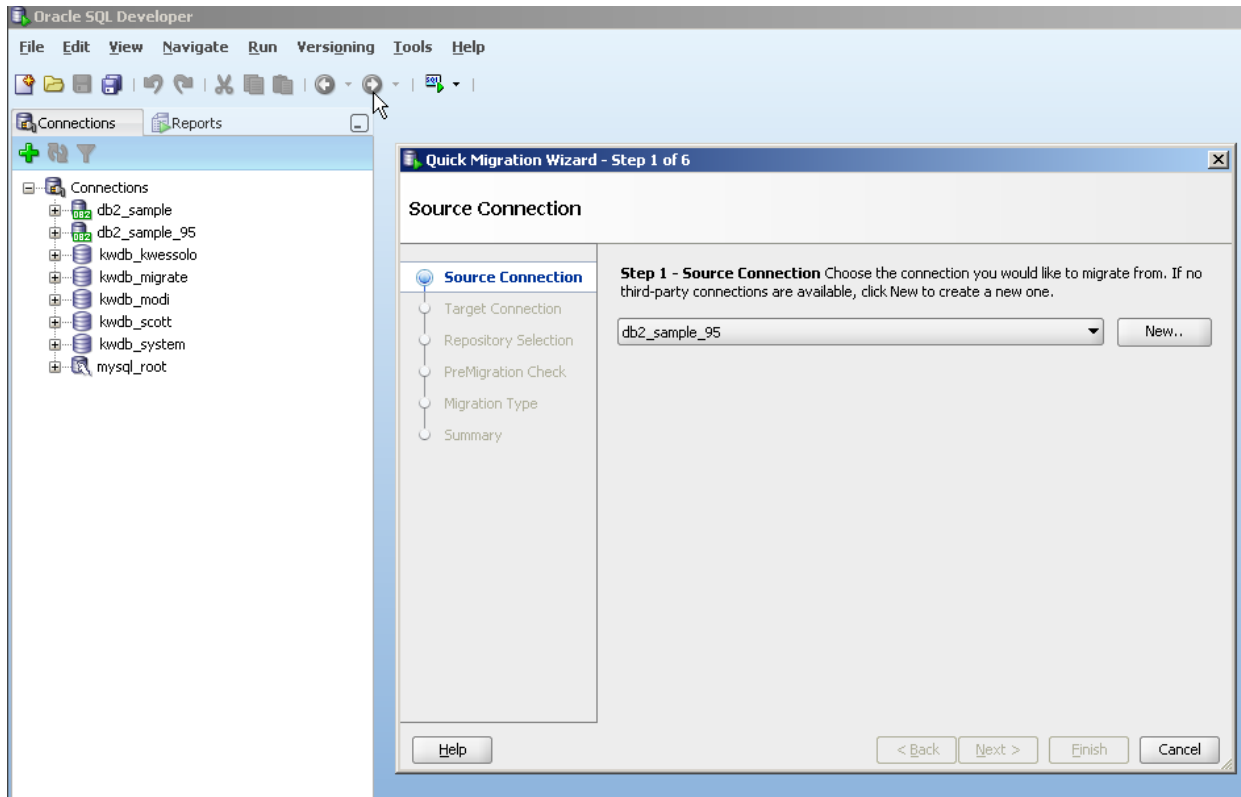 Oracle SQL Developer
File Edit View Navigate Run Versioning Tools Help
SQL
Connections Reports
Connections
DB2 db2_sample
DB2 db2_sample_95
kwdb_kwessolo
kwdb_migrate
kwdb_modi
kwdb_scott
kwdb_system
mysql_root
Quick Migration Wizard - Step 1 of 6
Source Connection
Source Connection
Target Connection
Repository Selection
PreMigration Check
Migration Type
Summary
Step 1 - Source Connection Choose the connection you would like to migrate from. If no
third-party connections are available, click New to create a new one.
db2_sample_95 New..
Help < Back Next > Finish Cancel